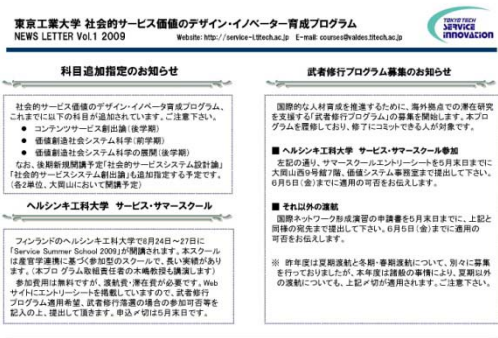 東京工業大学 社会的サービス価値のデザイン・イノベーター育成プログラム
NEWS LETTER Vol.1 2009
Website: http://service-i.titech.ac.jp E-mail: courses@valdes.titech.ac.jp
TOKYO TECH
SERVICE
INNOVATION
科目追加指定のお知らせ
社会的サービス価値のデザイン・イノベータ育成プログラム、
これまでに以下の科目が追加されています。ご注意下さい。
● コンテンツサービス創出論(後学期)
● 価値創造社会システム科学(前学期)
● 価値創造社会システム科学の展開(後学期)
なお、後期新規開講予定「社会的サービスシステム設計論」
「社会的サービスシステム創出論」も追加指定する予定です。
(各2単位、大岡山において開講予定)
ヘルシンキ工科大学 サービス・サマースクール
フィンランドのヘルシンキ工科大学で8月24日~27日に
「Service Summer School 2009」が開講されます。本スクール
は産官学連携に基づく参加型のスクールで、長い実績があり
ます。(本プログラム取組責任者の木嶋教授も講演します)
参加費用は無料ですが、渡航費・滞在費が必要です。Web
サイトにエントリーシートを掲載していますので、武者修行
プログラム適用希望、武者修行落選の場合の参加可否等を
記入の上、提出して頂きます。申込〆切は5月末日です。
武者修行プログラム募集のお知らせ
国際的な人材育成を推進するために、海外拠点での滞在研究
を支援する「武者修行プログラム」の募集を開始します。本プロ
グラムを履修しており、修了にコミットできる人が対象です。
■ ヘルシンキ工科大学 サービス・サマースクール参加
左記の通り、サマースクールエントリーシートを5月末日までに
大岡山西9号館7階、価値システム事務室まで提出して下さい。
6月5日(金)までに適用の可否をお伝えします。
■ それ以外の渡航
国際ネットワーク形成演習の申請書を5月末日までに、上記と
同様の宛先まで提出して下さい。6月5日(金)までに適用の
可否をお伝えします。
※ 昨年度は夏期渡航と冬期・春期渡航について、別々に募集
を行っておりましたが、本年度は諸般の事情により、夏期以外
の渡航についても、上記〆切が適用されます。ご注意下さい。